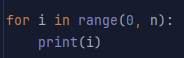 for i in range(0, n):
    print(i)